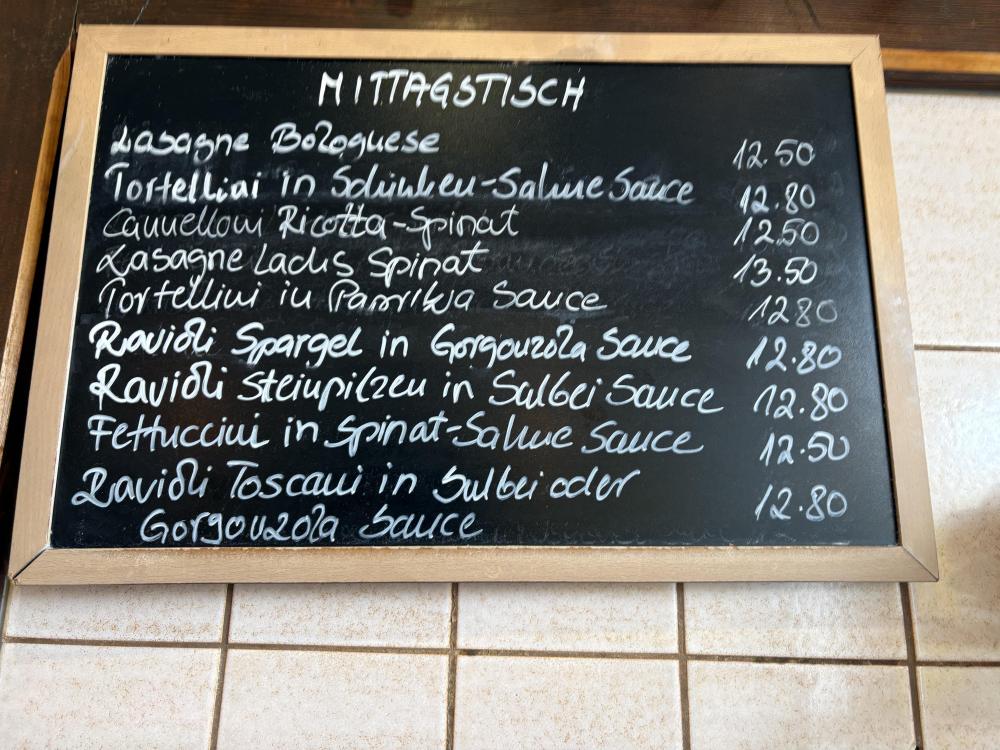 MITTAGSTISCH
Lasagne Bolognese 12.50
Tortellini in Schinken-Sahne Sauce 12.80
Cannelloni Ricotta-Spinat 12.50
Lasagne Lachs Spinat 13.50
Tortellini in Paprika Sauce 12.80
Ravioli Spargel in Gorgonzola Sauce 12.80
Ravioli Steinpilzen in Salbei Sauce 12.80
Fettuccini in Spinat-Sahne Sauce 12.50
Ravioli Toscani in Salbei oder 12.80
Gorgonzola Sauce